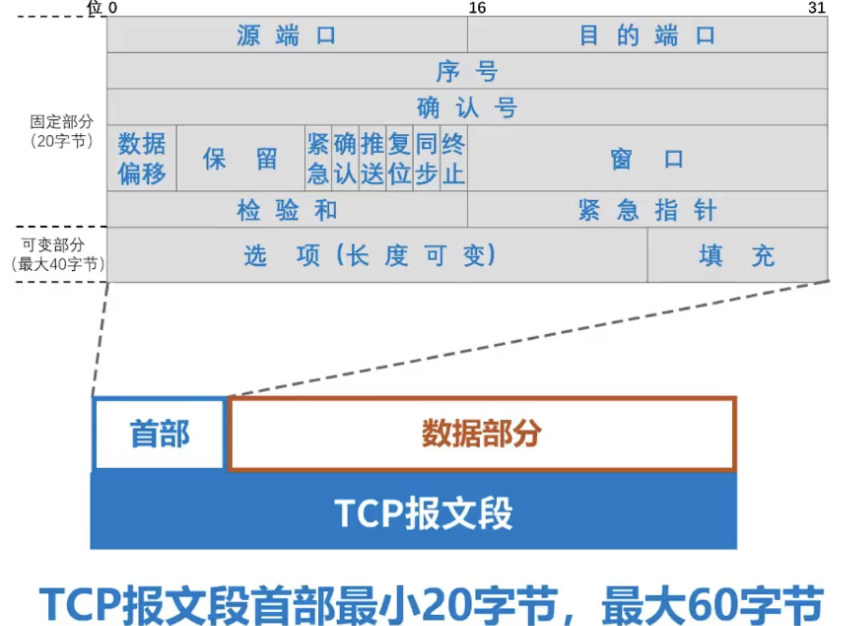 位 0 16 31
源端口 目的端口
序号
确认号
固定部分
（20字节）
数据偏移 保留 紧急 确认 推送 复位 同步 终止 窗口
检验和 紧急指针
可变部分
（最大40字节）
选项（长度可变） 填充
首部 数据部分
TCP报文段
TCP报文段首部最小20字节，最大60字节